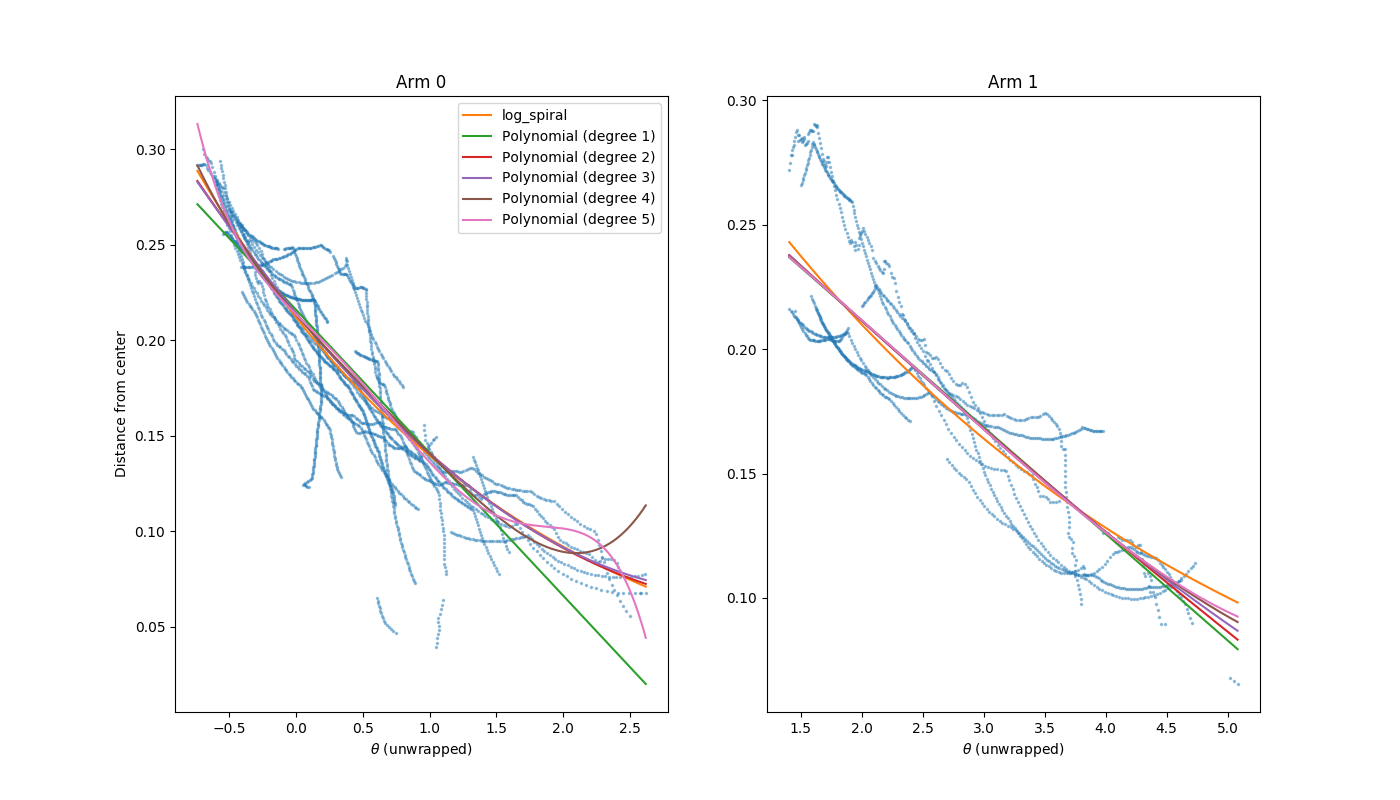 Arm 0
Arm 1
log_spiral
Polynomial (degree 1)
Polynomial (degree 2)
Polynomial (degree 3)
Polynomial (degree 4)
Polynomial (degree 5)
Distance from center
0.30
0.25
0.20
0.15
0.10
0.05
−0.5 0.0 0.5 1.0 1.5 2.0 2.5
θ (unwrapped)
0.30
0.25
0.20
0.15
0.10
1.5 2.0 2.5 3.0 3.5 4.0 4.5 5.0
θ (unwrapped)